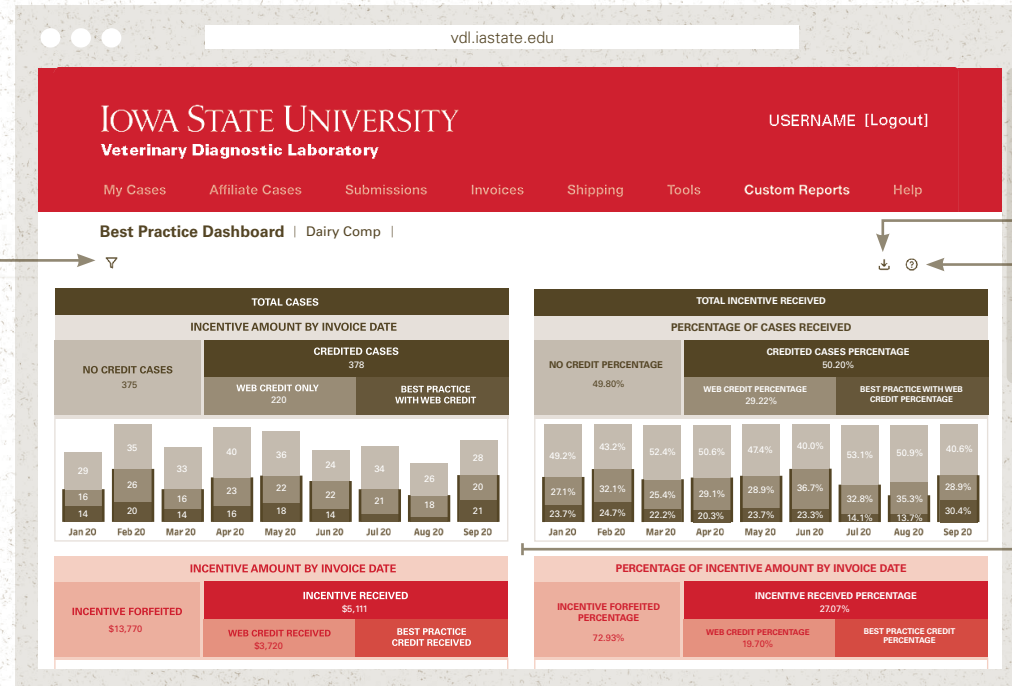 vdl.iastate.edu
IOWA STATE UNIVERSITY
Veterinary Diagnostic Laboratory
USERNAME [Logout]
My Cases Affiliate Cases Submissions Invoices Shipping Tools Custom Reports Help
Best Practice Dashboard | Dairy Comp |
TOTAL CASES
INCENTIVE AMOUNT BY INVOICE DATE
NO CREDIT CASES
375
CREDITED CASES
378
WEB CREDIT ONLY
220
BEST PRACTICE
WITH WEB CREDIT
29 35 33 40 36 24 34 26 28
16 26 16 23 22 22 21 18 20
14 20 14 16 18 14 21
Jan 20 Feb 20 Mar 20 Apr 20 May 20 Jun 20 Jul 20 Aug 20 Sep 20
TOTAL INCENTIVE RECEIVED
PERCENTAGE OF CASES RECEIVED
NO CREDIT PERCENTAGE
49.80%
CREDITED CASES PERCENTAGE
50.20%
WEB CREDIT PERCENTAGE
29.22%
BEST PRACTICE WITH WEB
CREDIT PERCENTAGE
49.2% 43.2% 52.4% 50.6% 47.4% 40.0% 53.1% 50.9% 40.6%
27.1% 32.1% 25.4% 29.1% 28.9% 36.7% 32.8% 35.3% 28.9%
23.7% 24.7% 22.2% 20.3% 23.7% 23.3% 14.1% 13.7% 30.4%
Jan 20 Feb 20 Mar 20 Apr 20 May 20 Jun 20 Jul 20 Aug 20 Sep 20
INCENTIVE AMOUNT BY INVOICE DATE
INCENTIVE FORFEITED
$13,770
INCENTIVE RECEIVED
$5,111
WEB CREDIT RECEIVED
$3,720
BEST PRACTICE
CREDIT RECEIVED
PERCENTAGE OF INCENTIVE AMOUNT BY INVOICE DATE
INCENTIVE FORFEITED
PERCENTAGE
72.93%
INCENTIVE RECEIVED PERCENTAGE
27.07%
WEB CREDIT PERCENTAGE
19.70%
BEST PRACTICE CREDIT
PERCENTAGE